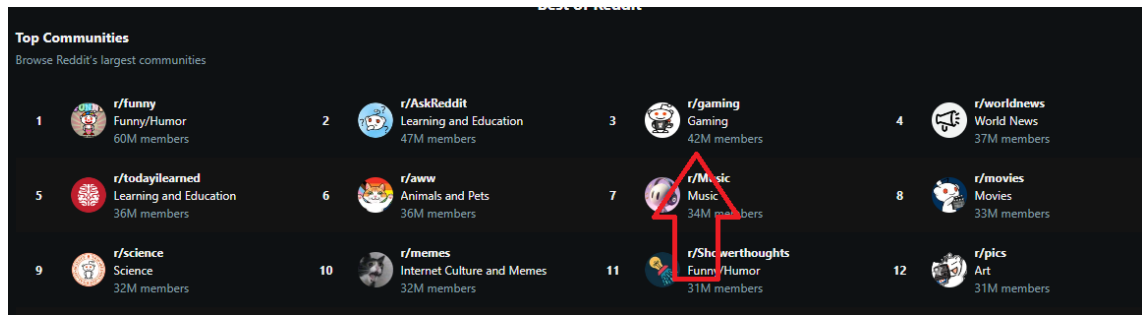 Best of Reddit
Top Communities
Browse Reddit's largest communities
1
r/funny
Funny/Humor
60M members
2
r/AskReddit
Learning and Education
47M members
3
r/gaming
Gaming
42M members
4
r/worldnews
World News
37M members
5
r/todayilearned
Learning and Education
36M members
6
r/aww
Animals and Pets
36M members
7
r/Music
Music
34M members
8
r/movies
Movies
33M members
9
r/science
Science
32M members
10
r/memes
Internet Culture and Memes
32M members
11
r/Showerthoughts
Funny/Humor
31M members
12
r/pics
Art
31M members